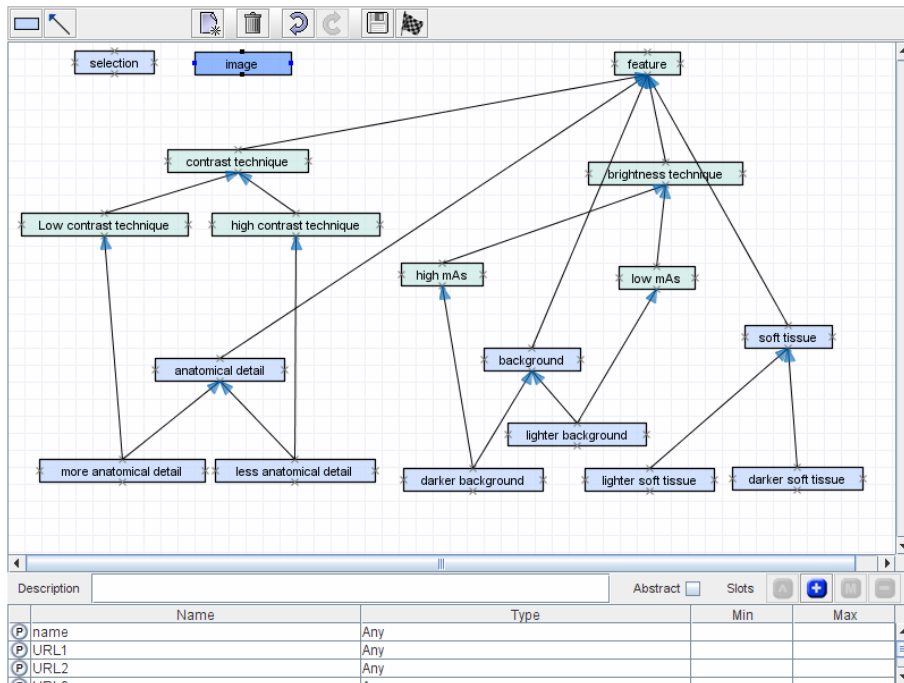 selection
image
feature
contrast technique
brightness technique
Low contrast technique
high contrast technique
high mAs
low mAs
soft tissue
background
anatomical detail
lighter background
more anatomical detail
less anatomical detail
darker background
lighter soft tissue
darker soft tissue
Description Abstract Slots A M
Name Type Min Max
P name Any
P URL1 Any
P URL2 Any